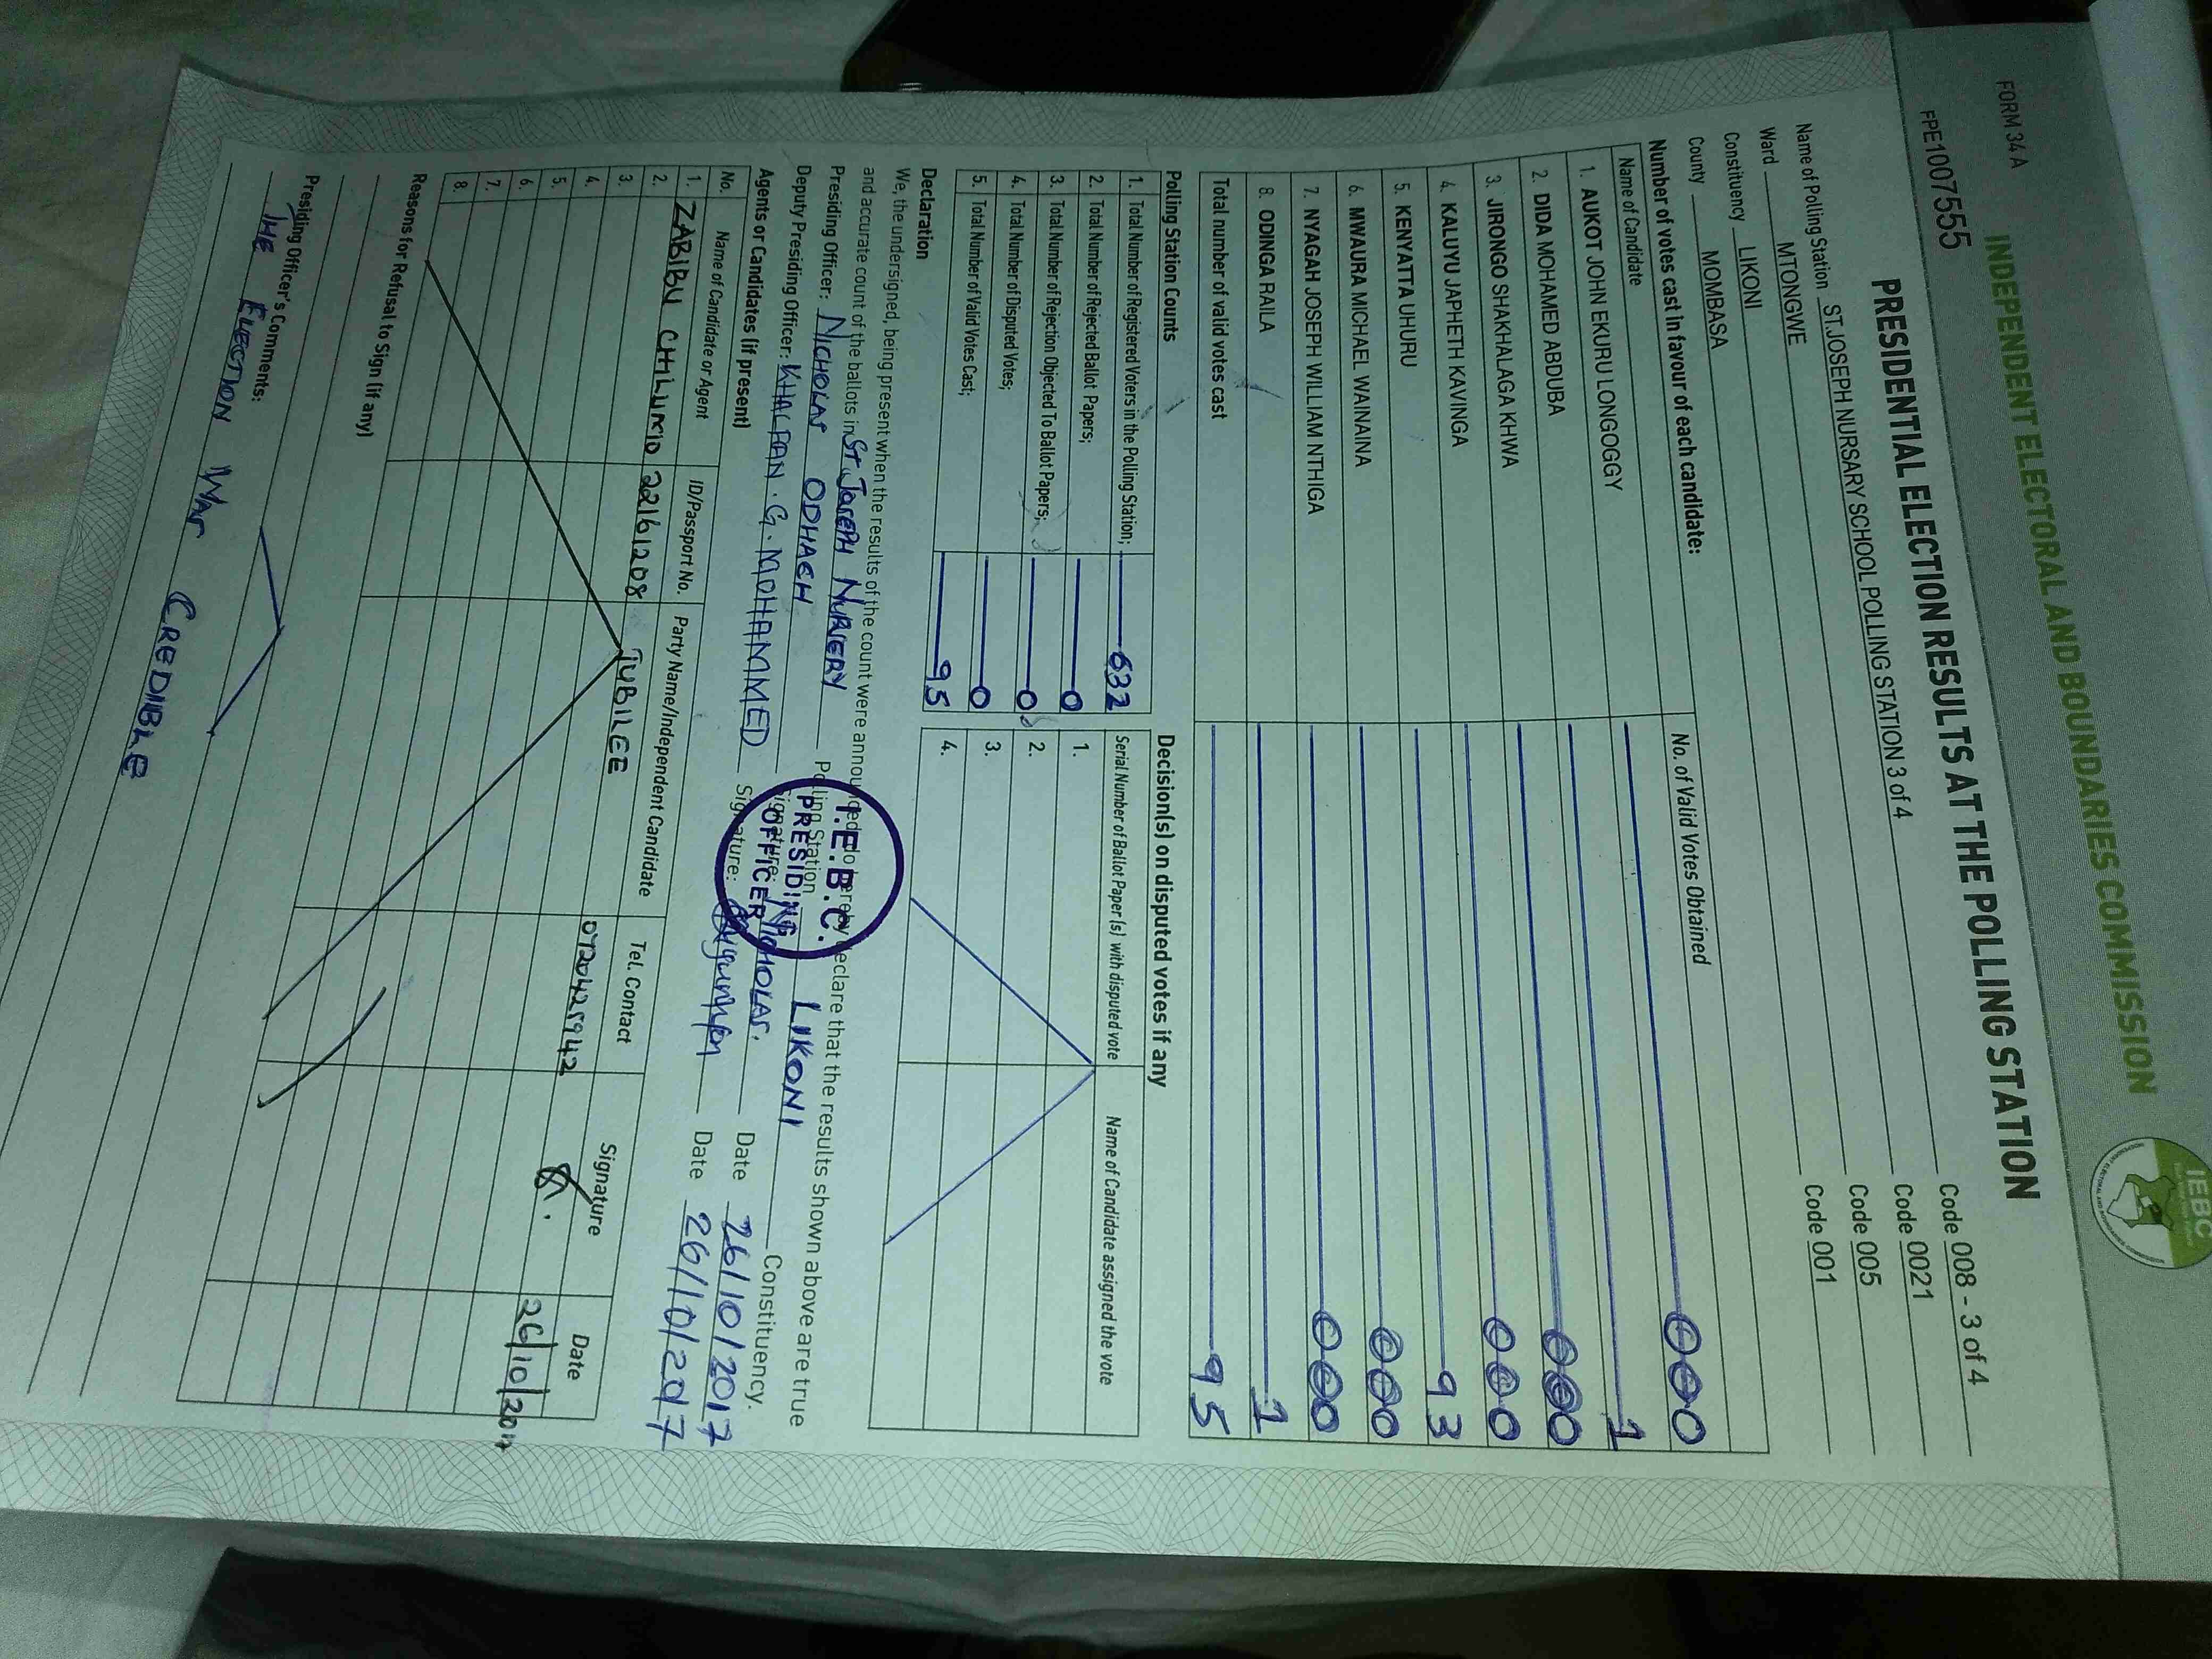 FORM 34 A
INDEPENDENT ELECTORAL AND BOUNDARIES COMMISSION
IEBC
FPE1007555
PRESIDENTIAL ELECTION RESULTS AT THE POLLING STATION
Name of Polling Station ST.JOSEPH NURSARY SCHOOL POLLING STATION 3 of 4 Code 008 - 3 of 4
Ward MTONGWE Code 0021
Constituency LIKONI Code 005
County MOMBASA Code 001
Number of votes cast in favour of each candidate:
Name of Candidate No. of Valid Votes Obtained
1. AUKOT JOHN EKURU LONGOGGY 000
2. DIDA MOHAMED ABDUBA 1
3. JIRONGO SHAKHALAGA KHWA 000
4. KALUYU JAPHETH KAVINGA 000
5. KENYATTA UHURU 93
6. MWAURA MICHAEL WAINAINA 000
7. NYAGAH JOSEPH WILLIAM NTHIGA 000
8. ODINGA RAILA 1
Total number of valid votes cast 95
Polling Station Counts
1. Total Number of Registered Voters in the Polling Station; 632
2. Total Number of Rejected Ballot Papers; 0
3. Total Number of Rejection Objected To Ballot Papers; 0
4. Total Number of Disputed Votes; 0
5. Total Number of Valid Votes Cast; 95
Decision(s) on disputed votes if any
Serial Number of Ballot Paper (s) with disputed vote Name of Candidate assigned the vote
1.
2.
3.
4.
Declaration
We, the undersigned, being present when the results of the count were announced, do hereby declare that the results shown above are true
and accurate count of the ballots in St. JOSEPH NURSERY Polling Station LIKONI Constituency.
Presiding Officer: NICHOLAS ODHACH Signature: NICHOLAS. Date 26/10/2017
Deputy Presiding Officer: KHALFAN . G . MOHAMMED Signature: Date 26/10/2017
I.E.B.C.
PRESIDING
OFFICER
Agents or Candidates (if present)
No. Name of Candidate or Agent ID/Passport No. Party Name/Independent Candidate Tel. Contact Signature Date
1. ZABIBU CHILUMO 22161208 JUBILEE 0720425942 26/10/2017
2.
3.
4.
5.
6.
7.
8.
Reasons for Refusal to Sign (if any)
Presiding Officer's Comments:
THE ELECTION WAS CREDIBLE